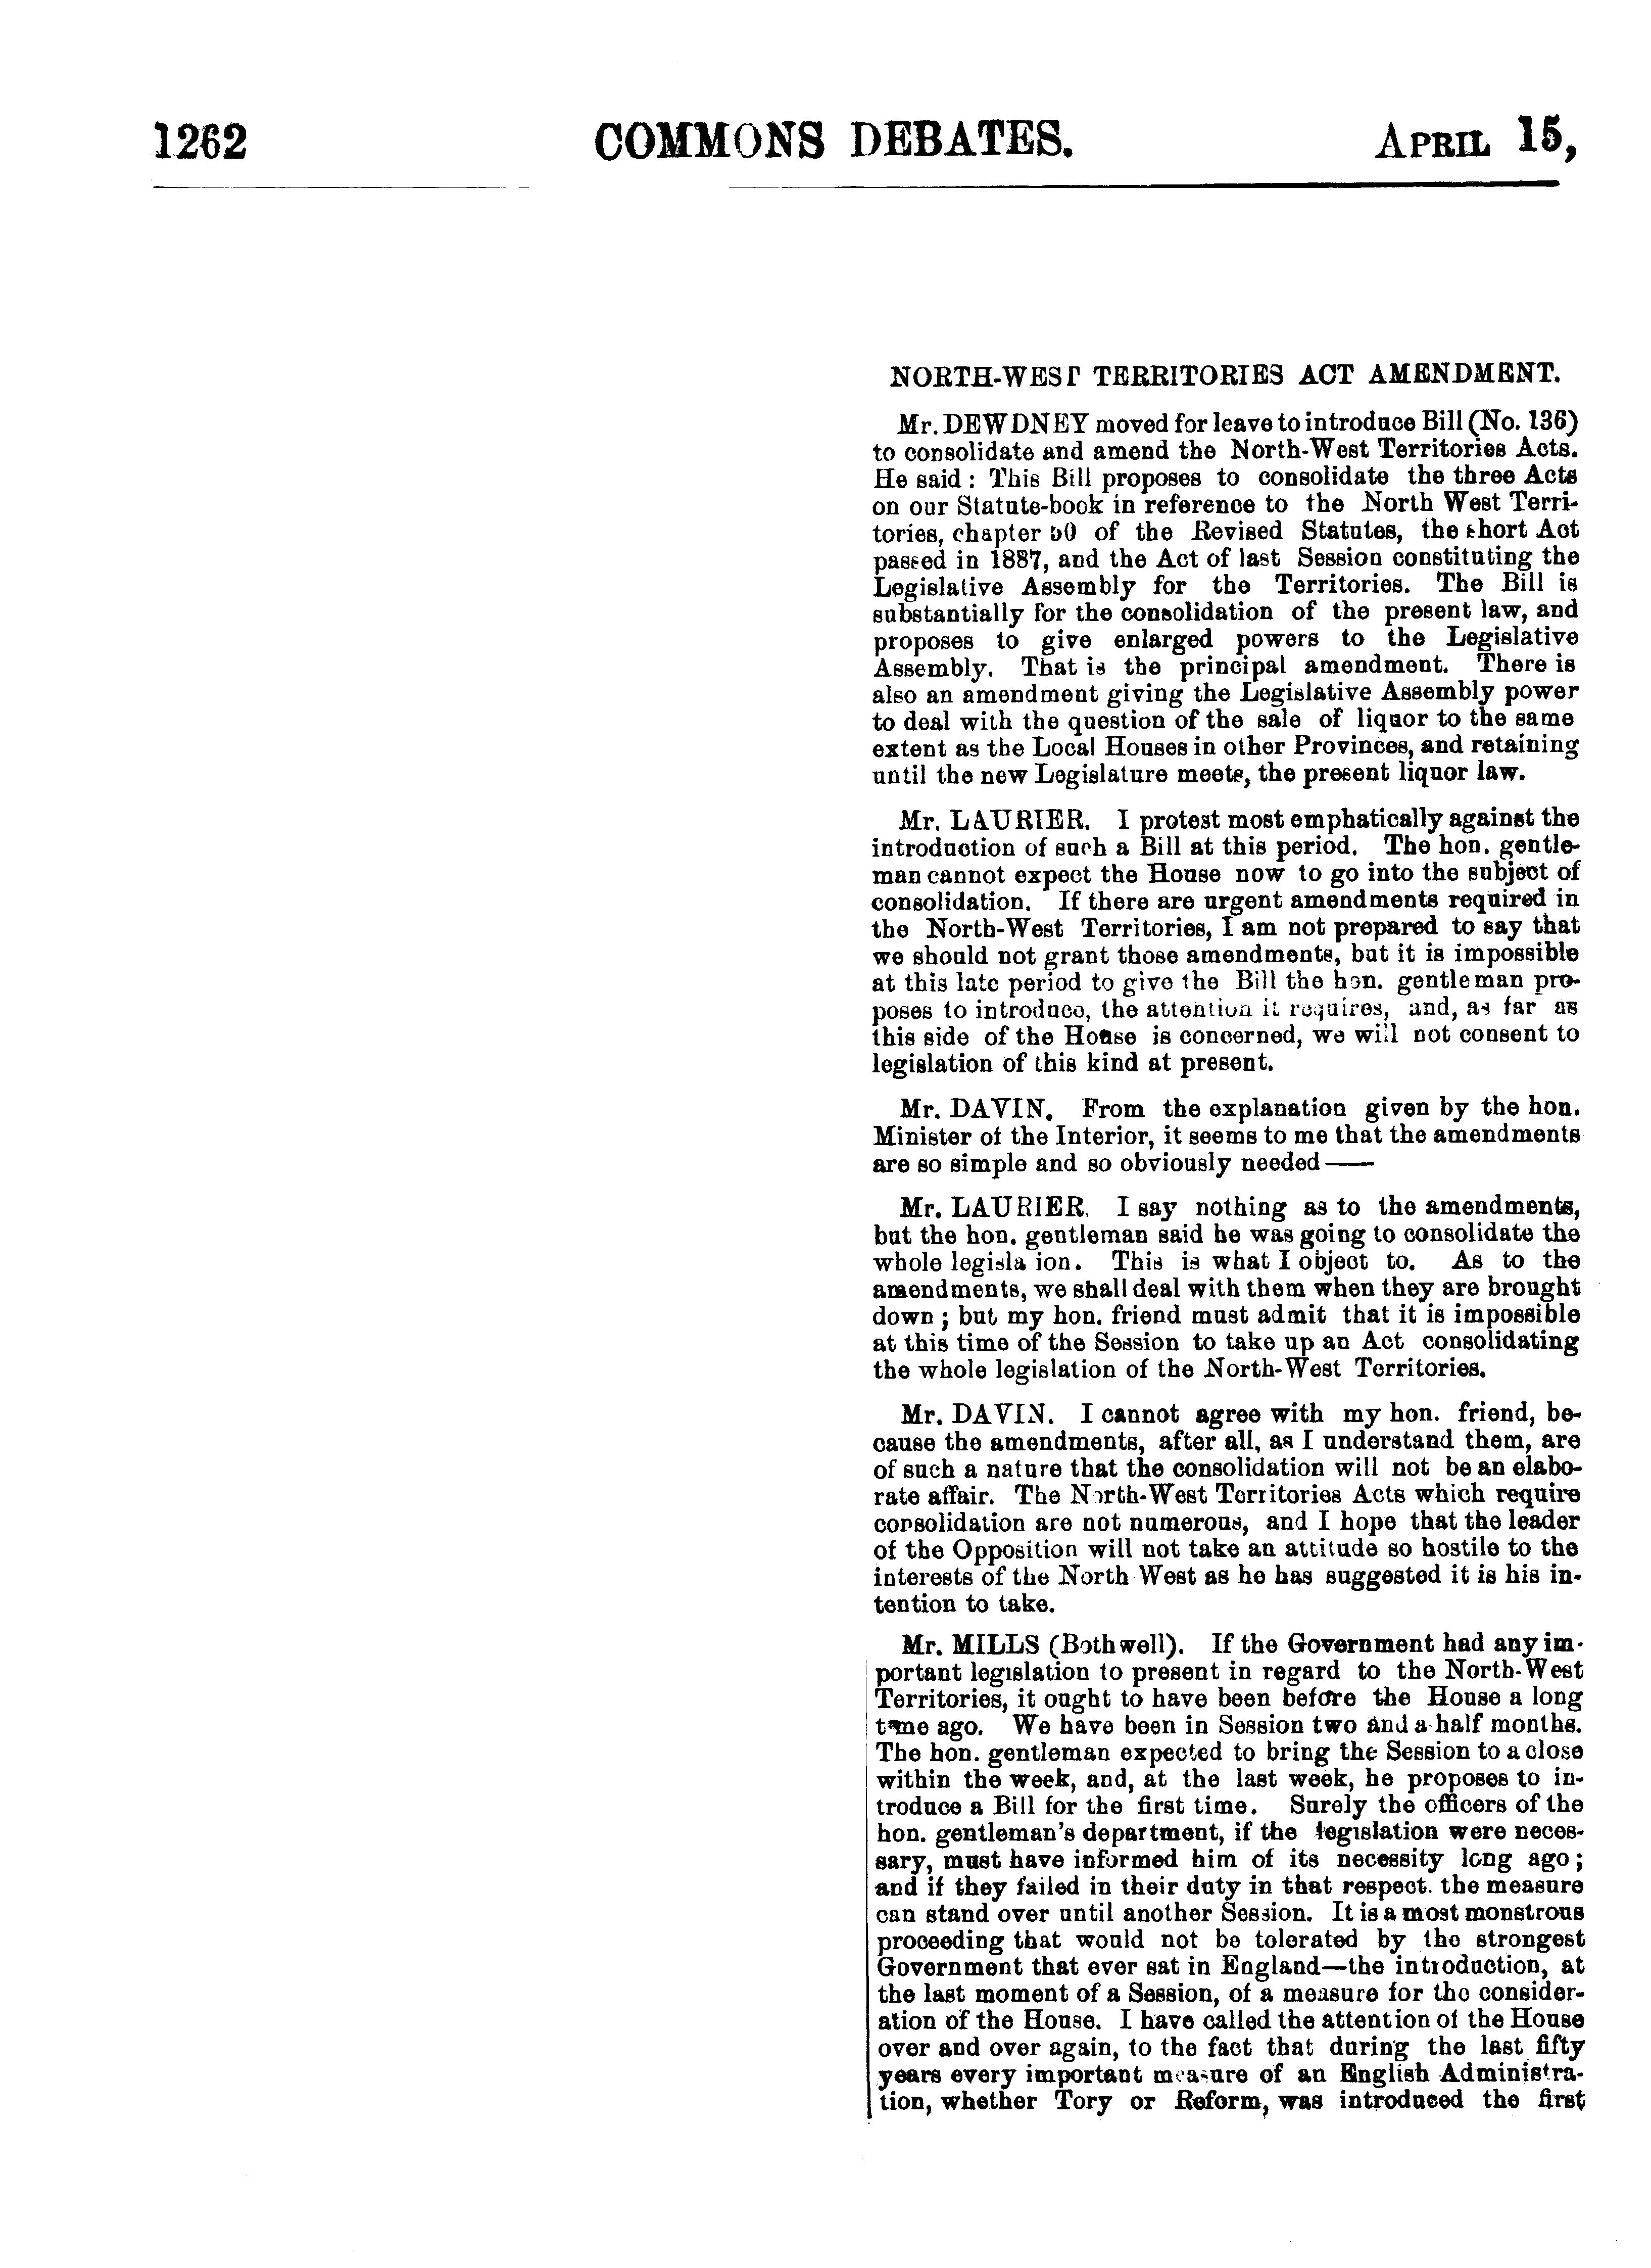 1262 COMMONS DEBATES. APRIL 15,
NORTH-WEST TERRITORIES ACT AMENDMENT.
Mr. DEWDNEY moved for leave to introduce Bill (No. 136)
to consolidate and amend the North-West Territories Acts.
He said: This Bill proposes to consolidate the three Acts
on our Statute-book in reference to the North West Terri-
tories, chapter 50 of the Revised Statutes, the short Act
passed in 1887, and the Act of last Session constituting the
Legislative Assembly for the Territories. The Bill is
substantially for the consolidation of the present law, and
proposes to give enlarged powers to the Legislative
Assembly. That is the principal amendment. There is
also an amendment giving the Legislative Assembly power
to deal with the question of the sale of liquor to the same
extent as the Local Houses in other Provinces, and retaining
until the new Legislature meets, the present liquor law.
Mr. LAURIER. I protest most emphatically against the
introduction of such a Bill at this period. The hon. gentle-
man cannot expect the House now to go into the subject of
consolidation. If there are urgent amendments required in
the North-West Territories, I am not prepared to say that
we should not grant those amendments, but it is impossible
at this late period to give the Bill the hon. gentleman pro-
poses to introduce, the attention it requires, and, as far as
this side of the House is concerned, we will not consent to
legislation of this kind at present.
Mr. DAVIN. From the explanation given by the hon.
Minister of the Interior, it seems to me that the amendments
are so simple and so obviously needed——
Mr. LAURIER. I say nothing as to the amendments,
but the hon. gentleman said he was going to consolidate the
whole legisla ion. This is what I object to. As to the
amendments, we shall deal with them when they are brought
down; but my hon. friend must admit that it is impossible
at this time of the Session to take up an Act consolidating
the whole legislation of the North-West Territories.
Mr. DAVIN. I cannot agree with my hon. friend, be-
cause the amendments, after all, as I understand them, are
of such a nature that the consolidation will not be an elabo-
rate affair. The North-West Territories Acts which require
consolidation are not numerous, and I hope that the leader
of the Opposition will not take an attitude so hostile to the
interests of the North West as he has suggested it is his in-
tention to take.
Mr. MILLS (Bothwell). If the Government had any im-
portant legislation to present in regard to the North-West
Territories, it ought to have been before the House a long
time ago. We have been in Session two and a half months.
The hon. gentleman expected to bring the Session to a close
within the week, and, at the last week, he proposes to in-
troduce a Bill for the first time. Surely the officers of the
hon. gentleman's department, if the legislation were neces-
sary, must have informed him of its necessity long ago;
and if they failed in their duty in that respect. the measure
can stand over until another Session. It is a most monstrous
proceeding that would not be tolerated by the strongest
Government that ever sat in England—the introduction, at
the last moment of a Session, of a measure for the consider-
ation of the House. I have called the attention of the House
over and over again, to the fact that during the last fifty
years every important measure of an English Administra-
tion, whether Tory or Reform, was introduced the first